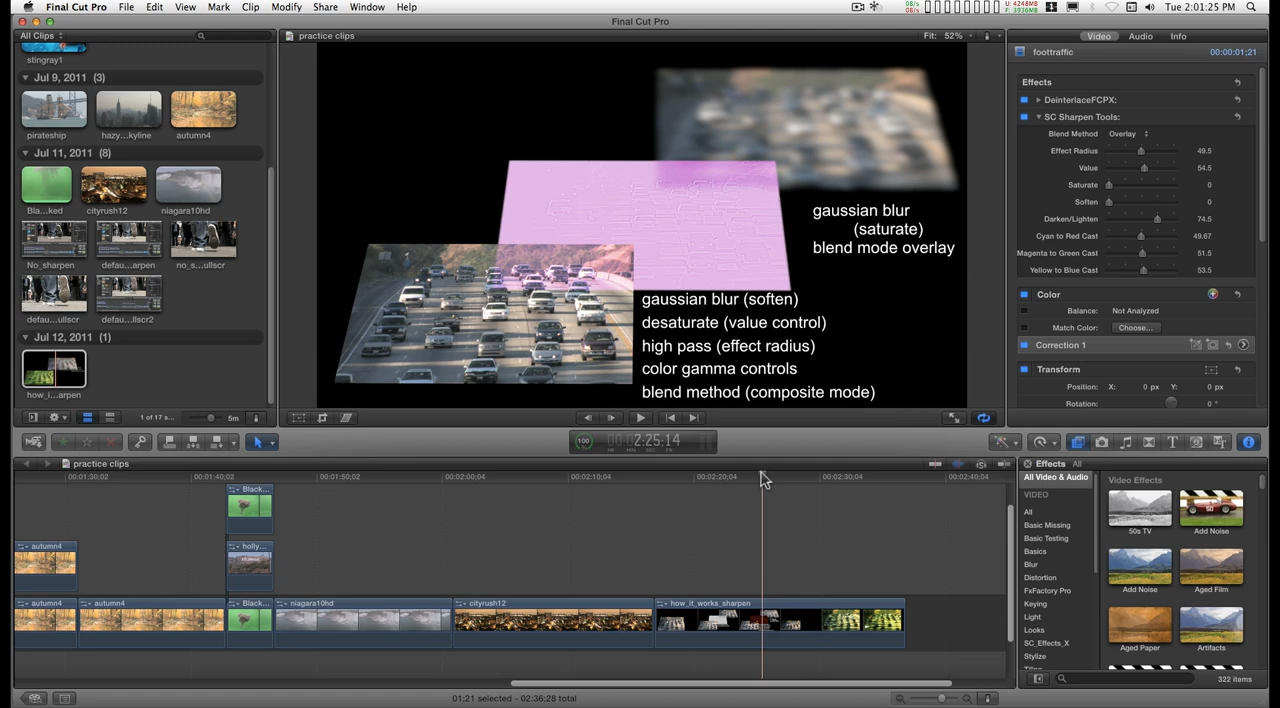 Final Cut Pro File Edit View Mark Clip Modify Share Window Help
0B/s
0B/s
U: 4248MB
F: 3936MB
Tue 2:01:25 PM
Final Cut Pro
All Clips
stingray1
Jul 9, 2011 (3)
pirateship hazy...kyline autumn4
Jul 11, 2011 (8)
Bla...ked cityrush12 niagara10hd
No_sharpen defau...arpen no_s...ullscr
defau...ullscr defau...llscr2
Jul 12, 2011 (1)
how_i...arpen
1 of 17 s... 5m
practice clips
Fit: 52%
gaussian blur
(saturate)
blend mode overlay
gaussian blur (soften)
desaturate (value control)
high pass (effect radius)
color gamma controls
blend method (composite mode)
Video Audio Info
foottraffic 00:00:01;21
Effects
DeinterlaceFCPX:
SC Sharpen Tools:
Blend Method Overlay
Effect Radius 49.5
Value 54.5
Saturate 0
Soften 0
Darken/Lighten 74.5
Cyan to Red Cast 49.67
Magenta to Green Cast 51.5
Yellow to Blue Cast 53.5
Color
Balance: Not Analyzed
Match Color: Choose...
Correction 1
Transform
Position: X: 0 px Y: 0 px
Rotation: 0 °
100
2:25:14
HR MIN SEC FR
practice clips
00:01:30;02 00:01:40;02 00:01:50;02 00:02:00;04 00:02:10;04 00:02:20;04 00:02:30;04 00:02:40;04
Black...
autumn4 holly...
autumn4 autumn4 Black... niagara10hd cityrush12 how_it_works_sharpen
01;21 selected - 02:36;28 total
Effects All
All Video & Audio
VIDEO
All
Basic Missing
Basic Testing
Basics
Blur
Distortion
FxFactory Pro
Keying
Light
Looks
SC_Effects_X
Stylize
Tiling
Video Effects
50s TV Add Noise
Add Noise Aged Film
Aged Paper Artifacts
322 items